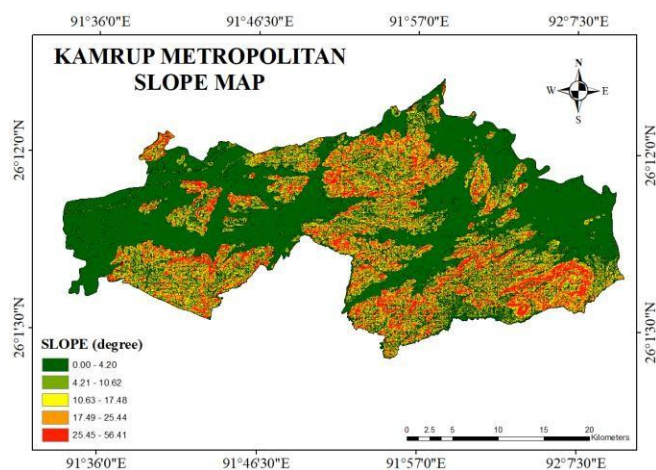 91°36'0"E 91°46'30"E 91°57'0"E 92°7'30"E
KAMRUP METROPOLITAN
SLOPE MAP
N
W E
S
26°12'0"N 26°12'0"N
26°1'30"N 26°1'30"N
SLOPE (degree)
0.00 - 4.20
4.21 - 10.62
10.63 - 17.48
17.49 - 25.44
25.45 - 56.41
0 2.5 5 10 15 20
Kilometers
91°36'0"E 91°46'30"E 91°57'0"E 92°7'30"E